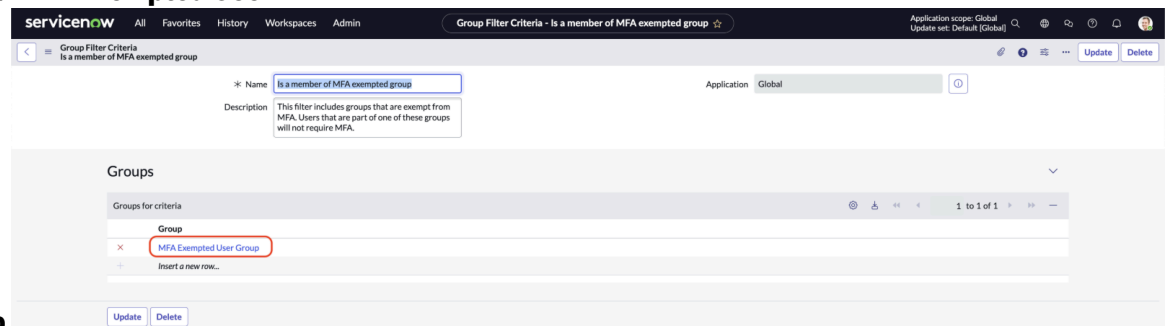 servicenow All Favorites History Workspaces Admin Group Filter Criteria - Is a member of MFA exempted group Application scope: Global
Update set: Default [Global]
Group Filter Criteria
Is a member of MFA exempted group
Update Delete
Name Is a member of MFA exempted group Application Global
Description This filter includes groups that are exempt from
MFA. Users that are part of one of these groups
will not require MFA.
Groups
Groups for criteria 1 to 1 of 1
Group
MFA Exempted User Group
Insert a new row...
Update Delete